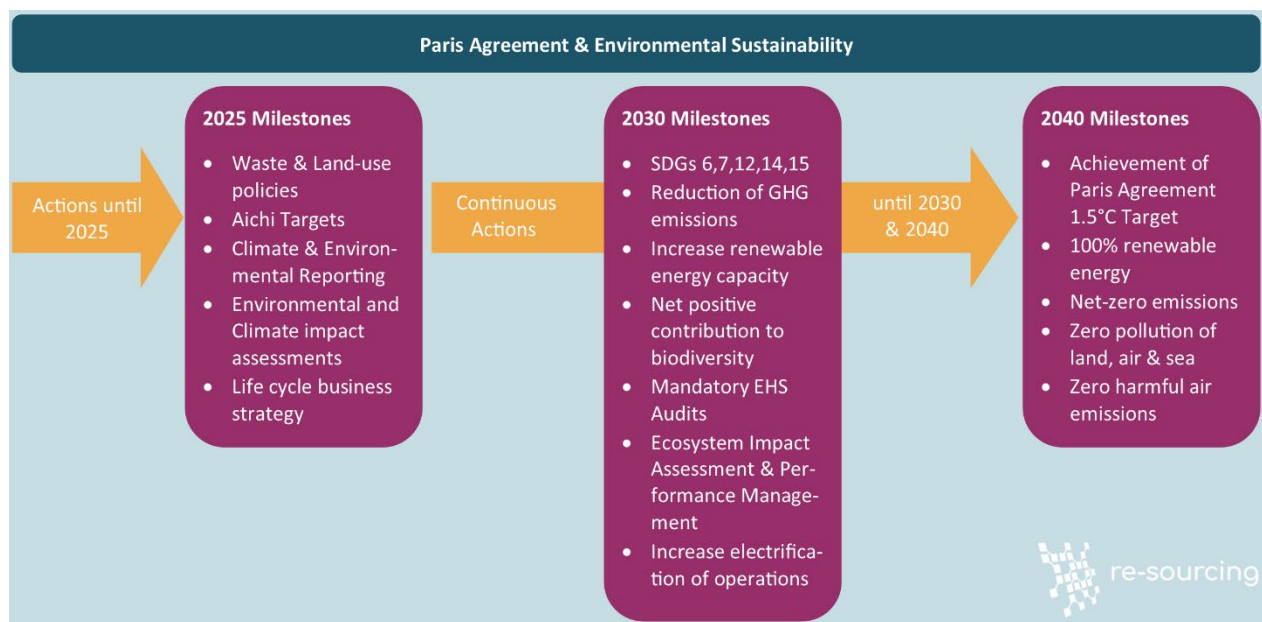 Paris Agreement & Environmental Sustainability
Actions until
2025
2025 Milestones
• Waste & Land-use
policies
• Aichi Targets
• Climate & Environ-
mental Reporting
• Environmental and
Climate impact
assessments
• Life cycle business
strategy
Continuous
Actions
2030 Milestones
• SDGs 6,7,12,14,15
• Reduction of GHG
emissions
• Increase renewable
energy capacity
• Net positive
contribution to
biodiversity
• Mandatory EHS
Audits
• Ecosystem Impact
Assessment & Per-
formance Manage-
ment
• Increase electrifica-
tion of operations
until 2030
& 2040
2040 Milestones
• Achievement of
Paris Agreement
1.5°C Target
• 100% renewable
energy
• Net-zero emissions
• Zero pollution of
land, air & sea
• Zero harmful air
emissions
re-sourcing